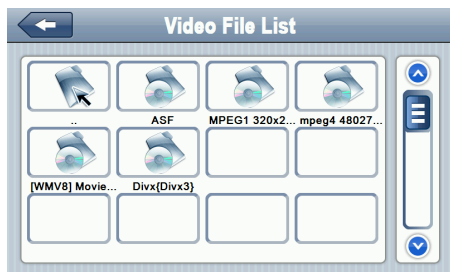 Video File List
..
ASF
MPEG1 320x2...
mpeg4 48027...
[WMV8] Movie...
Divx{Divx3}